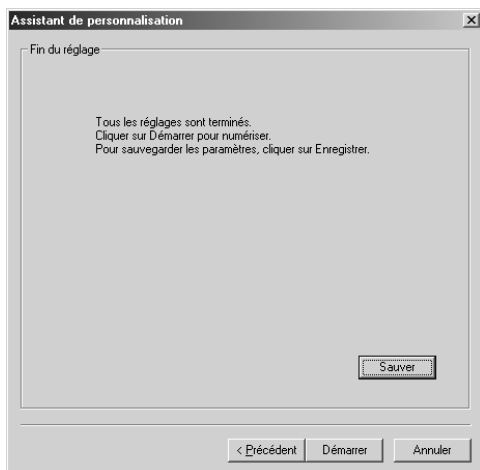 Assistant de personnalisation
Fin du réglage
Tous les réglages sont terminés.
Cliquer sur Démarrer pour numériser.
Pour sauvegarder les paramètres, cliquer sur Enregistrer.
Sauver
< Précédent Démarrer Annuler